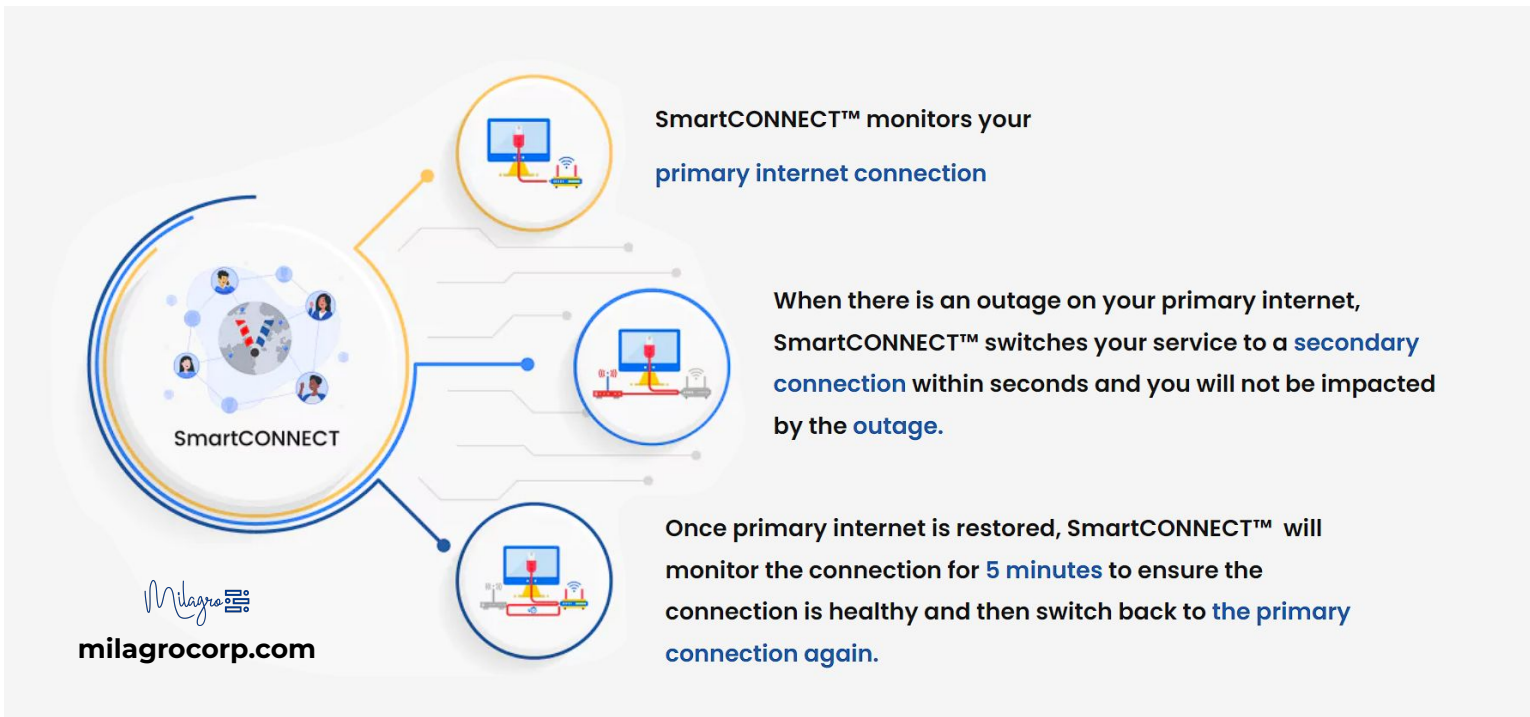 SmartCONNECT™ monitors your
primary internet connection
When there is an outage on your primary internet,
SmartCONNECT™ switches your service to a secondary
connection within seconds and you will not be impacted
by the outage.
SmartCONNECT
Once primary internet is restored, SmartCONNECT™ will
monitor the connection for 5 minutes to ensure the
connection is healthy and then switch back to the primary
connection again.
Milagro
milagrocorp.com